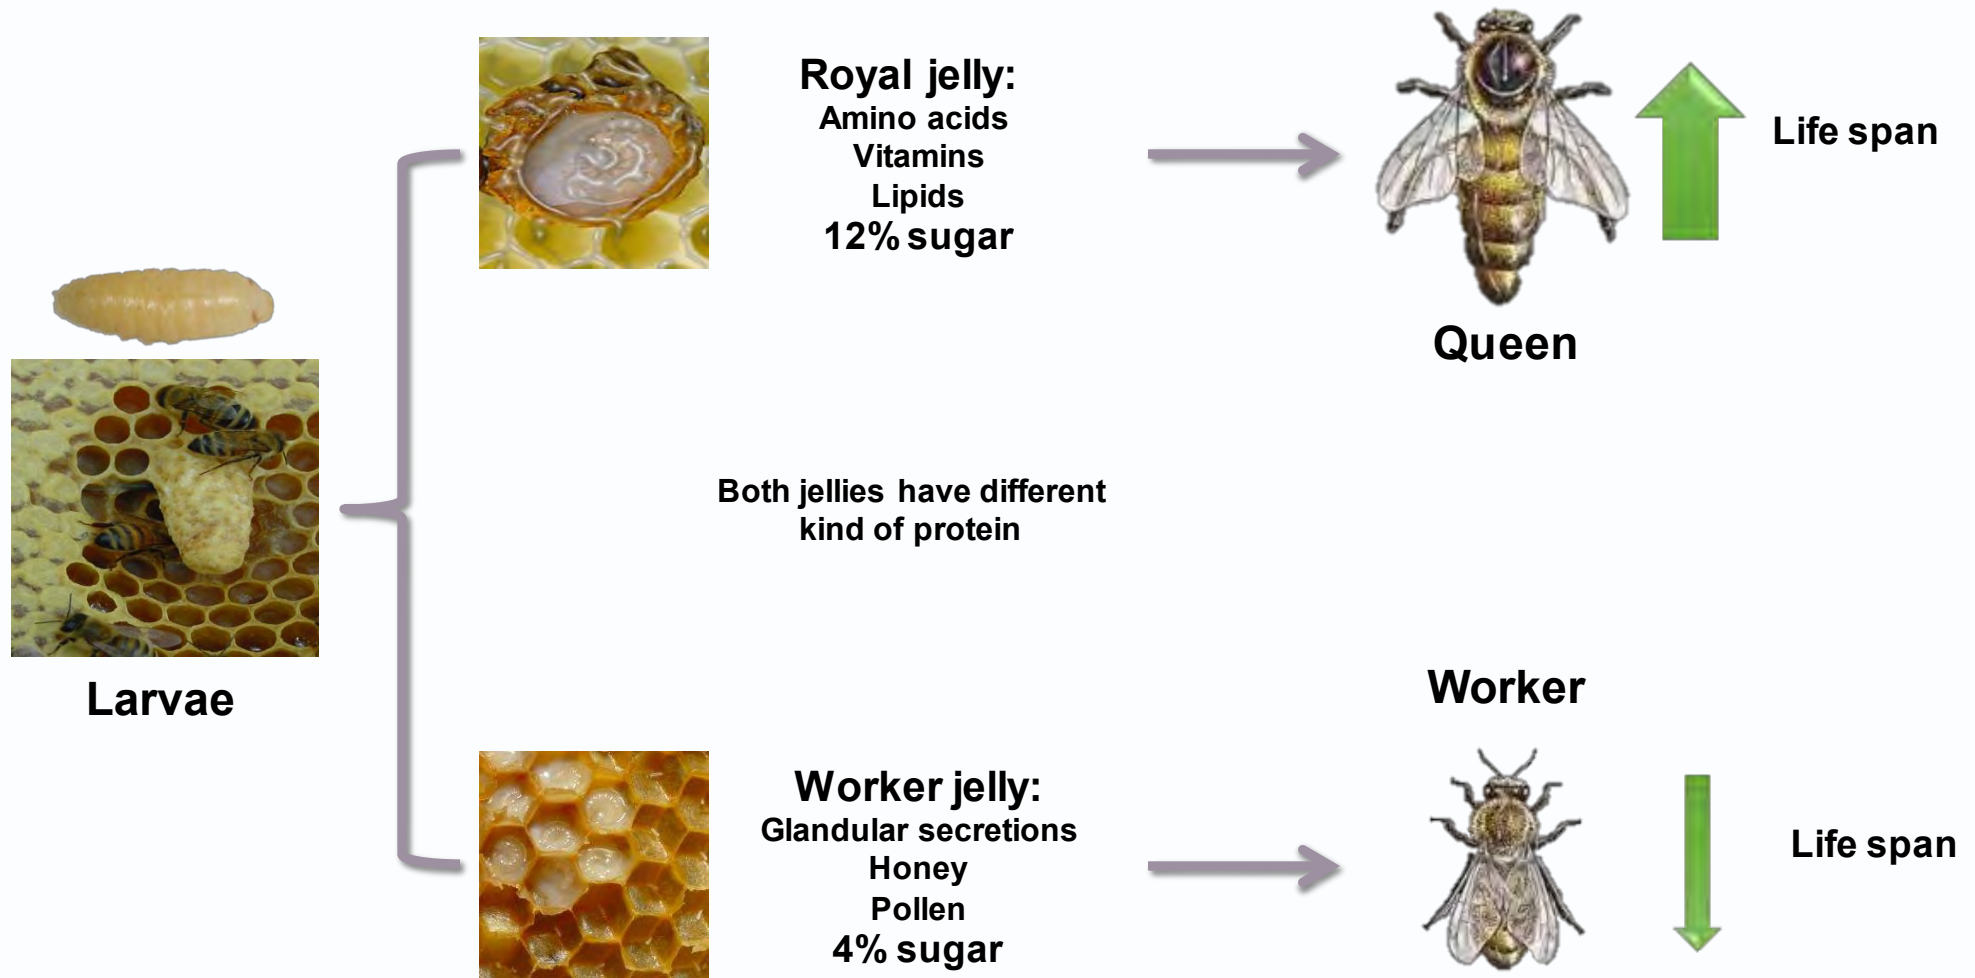 Royal jelly:
Amino acids
Vitamins
Lipids
12% sugar
Life span
Queen
Larvae
Both jellies have different
kind of protein
Worker
Worker jelly:
Glandular secretions
Honey
Pollen
4% sugar
Life span